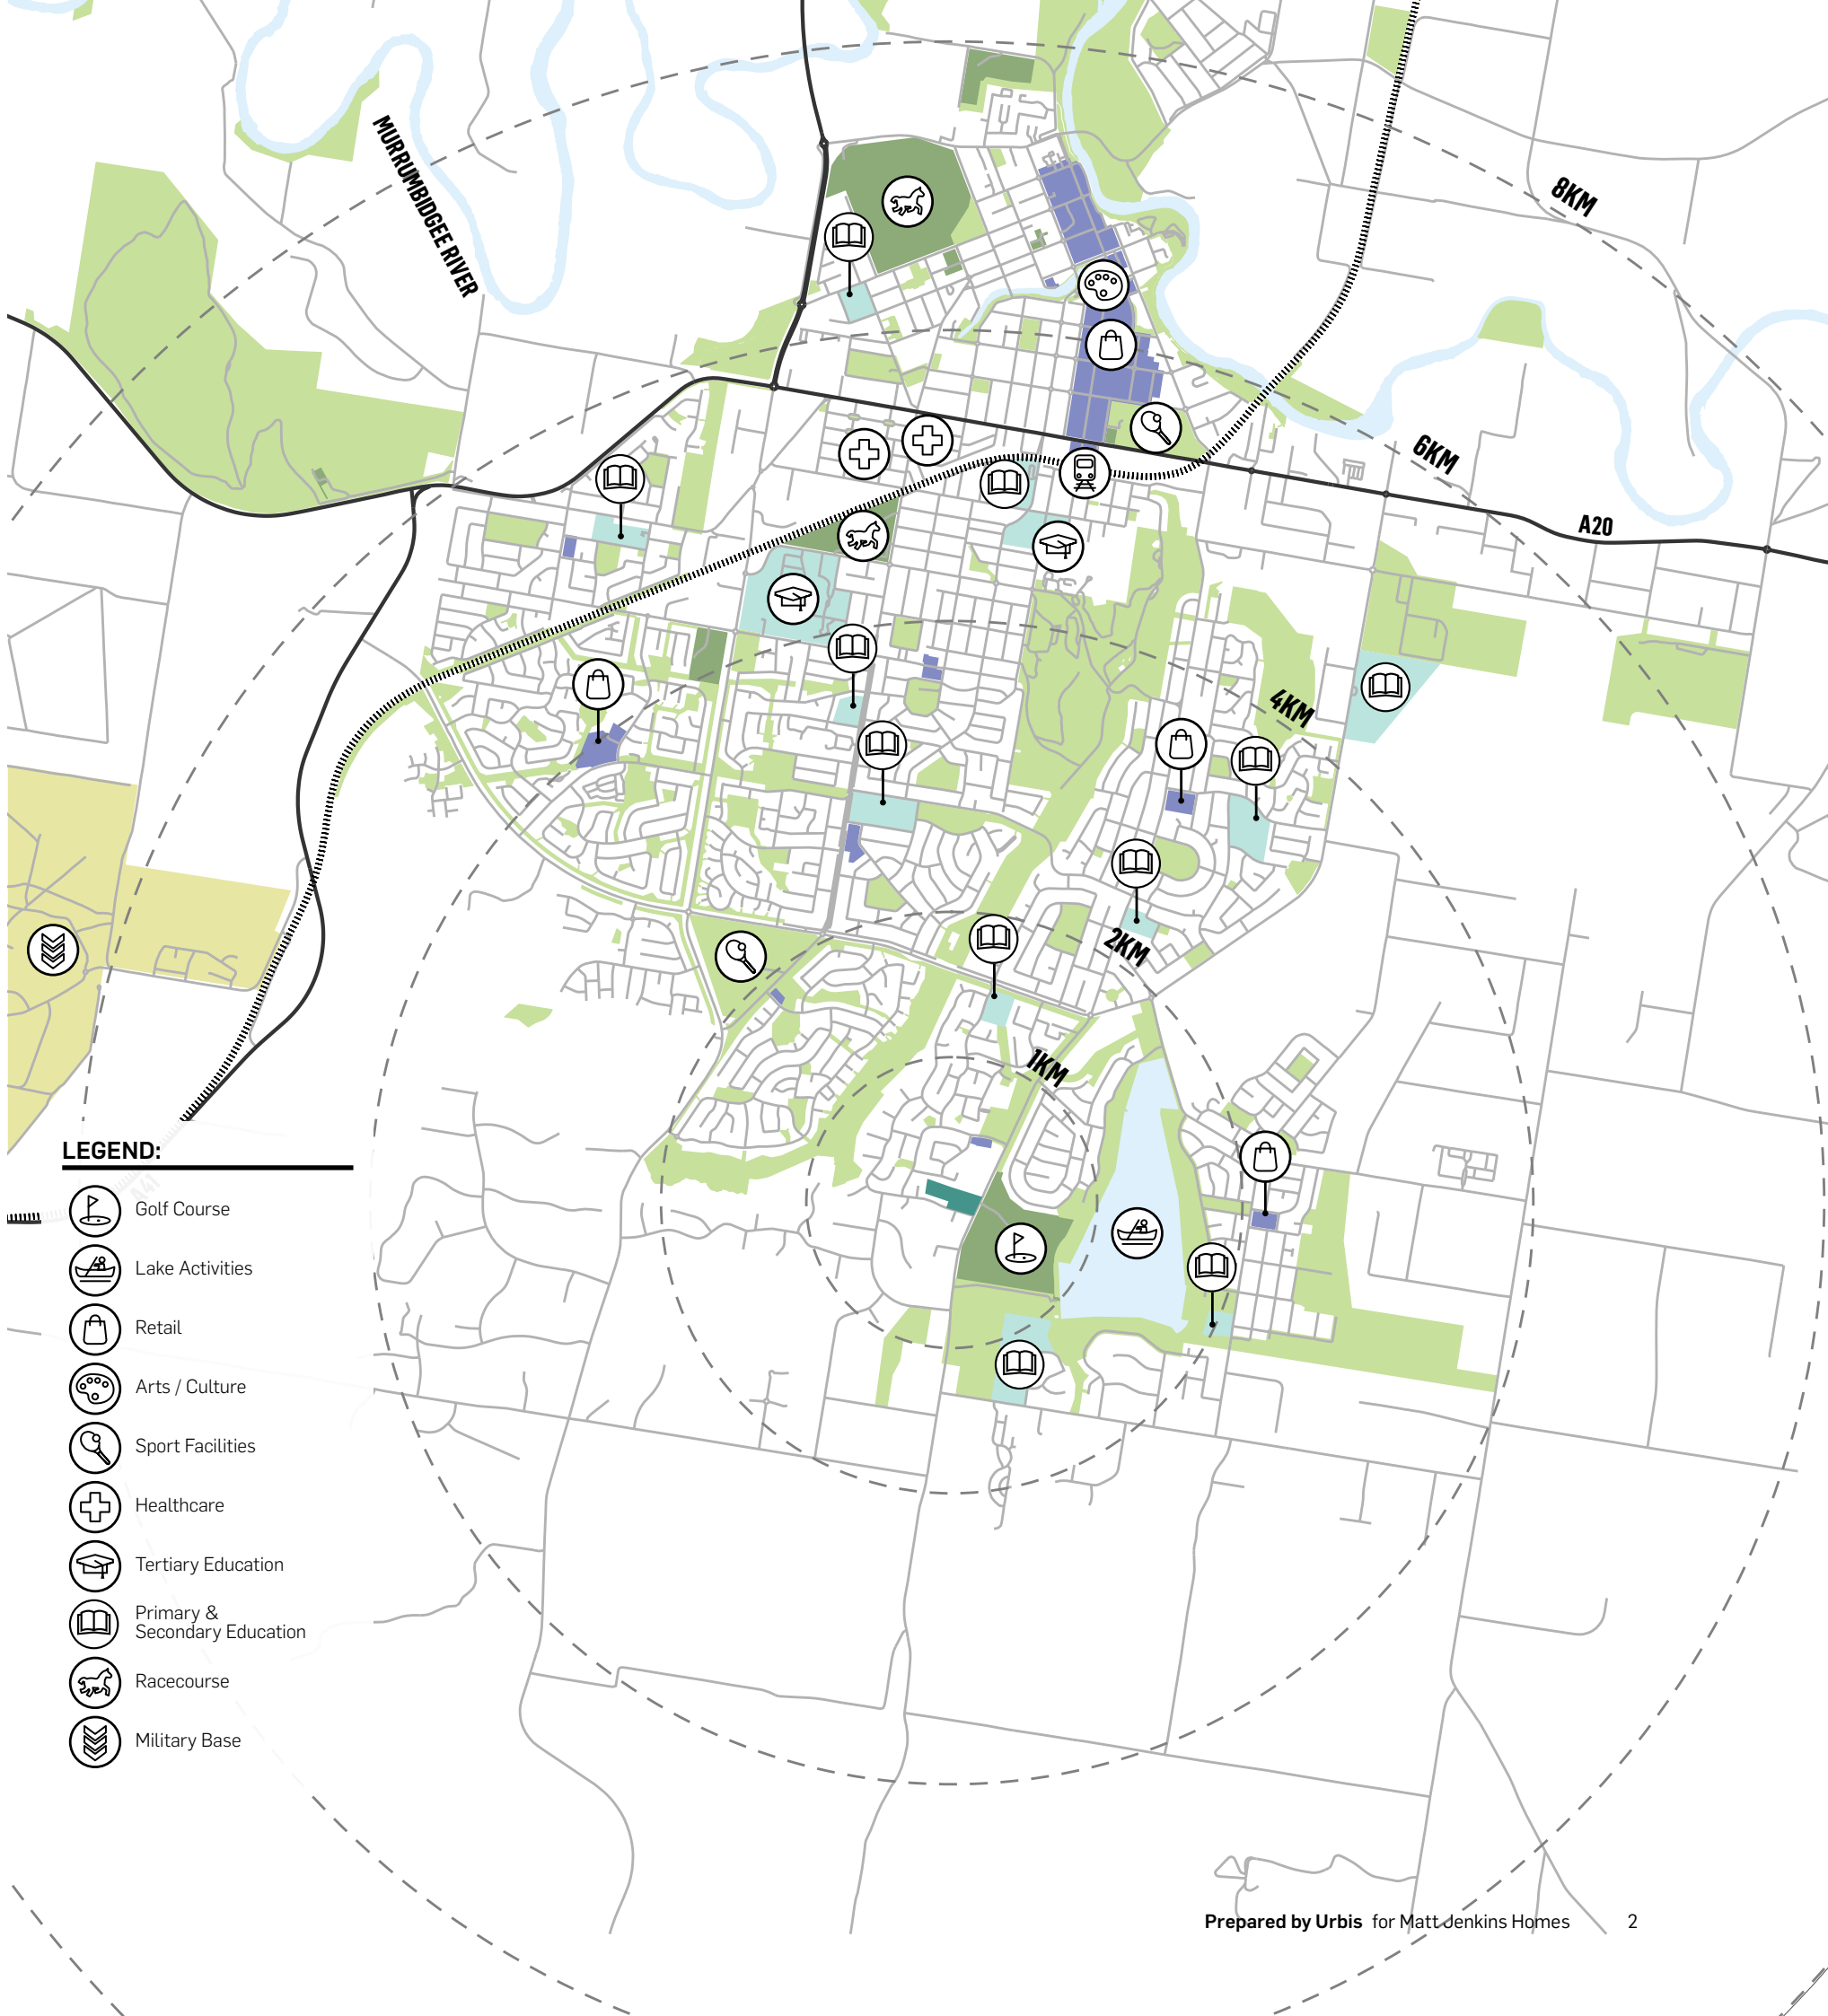 MURRUMBIDGEE RIVER
8KM
6KM
A20
4KM
2KM
1KM
LEGEND:
A41
Golf Course
Lake Activities
Retail
Arts / Culture
Sport Facilities
Healthcare
Tertiary Education
Primary &
Secondary Education
Racecourse
Military Base
Prepared by Urbis for Matt Jenkins Homes 2